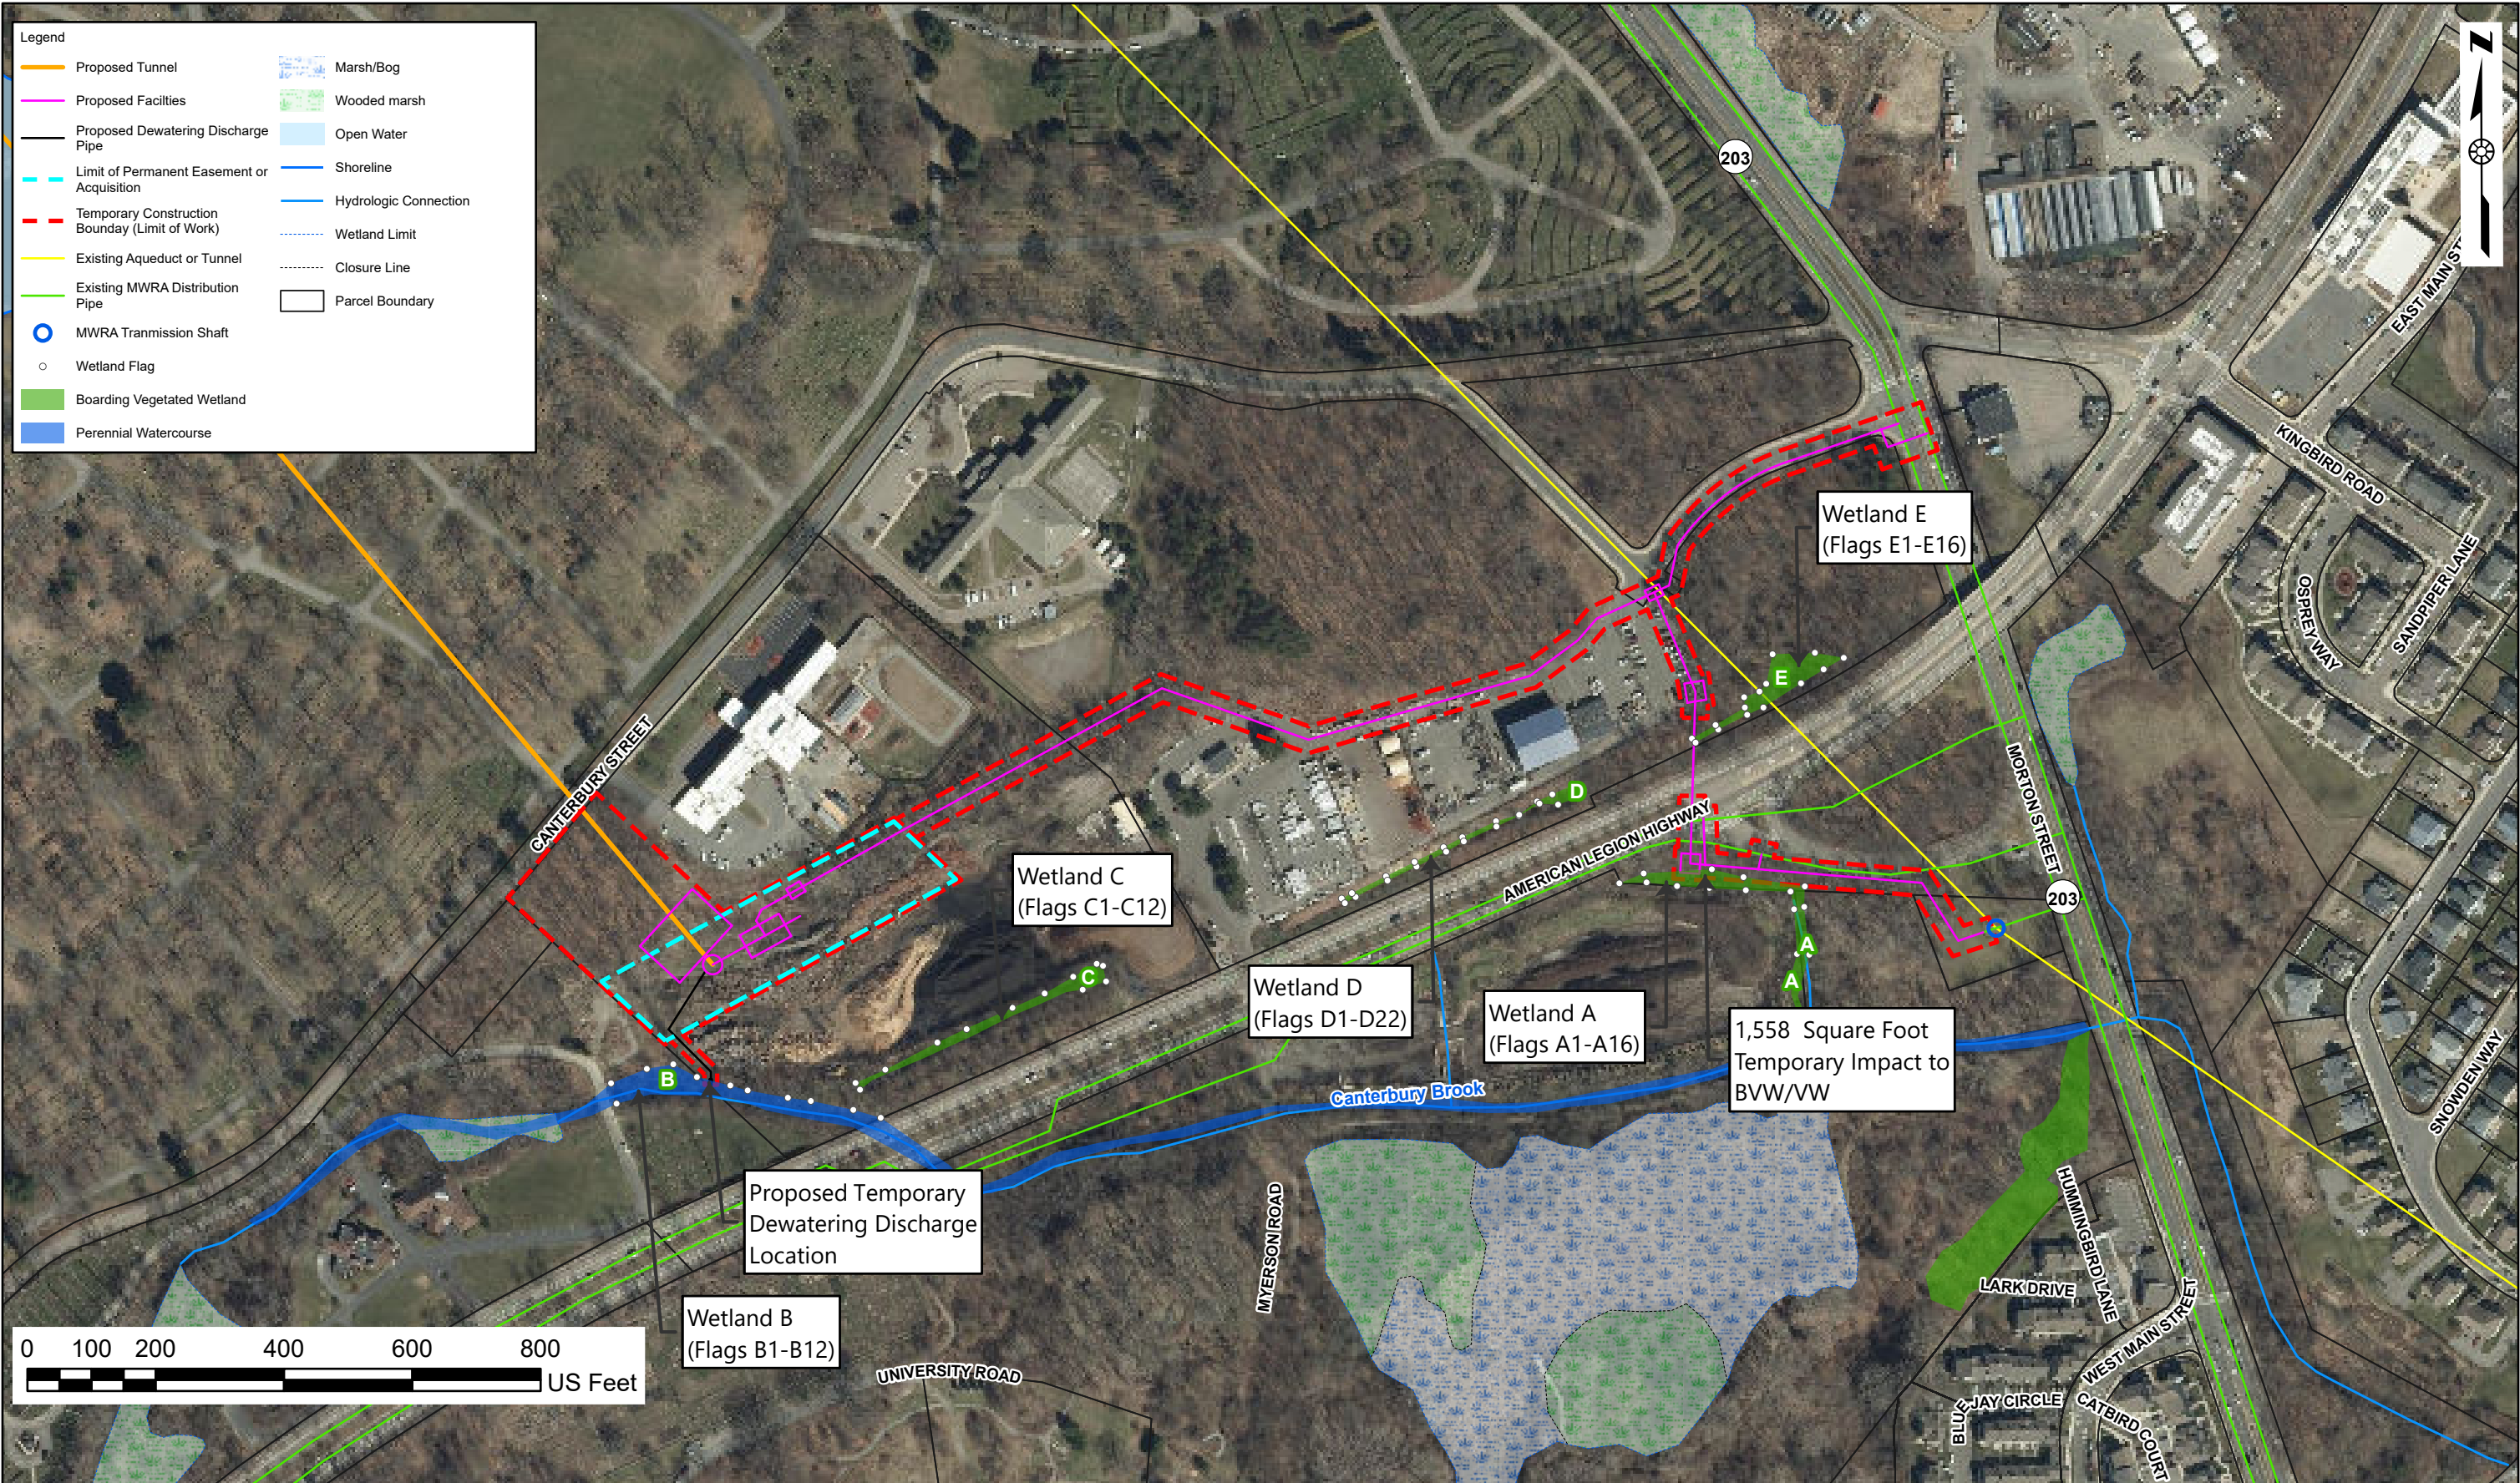 Legend
Proposed Tunnel
Proposed Facilties
Proposed Dewatering Discharge
Pipe
Limit of Permanent Easement or
Acquisition
Temporary Construction
Bounday (Limit of Work)
Existing Aqueduct or Tunnel
Existing MWRA Distribution
Pipe
MWRA Tranmission Shaft
Wetland Flag
Boarding Vegetated Wetland
Perennial Watercourse
Marsh/Bog
Wooded marsh
Open Water
Shoreline
Hydrologic Connection
Wetland Limit
Closure Line
Parcel Boundary
N
203
EAST MAIN ST
KINGBIRD ROAD
Wetland E
(Flags E1-E16)
OSPREY WAY
SANDPIPER LANE
E
CANTERBURY STREET
D
AMERICAN LEGION HIGHWAY
MORTON STREET
Wetland C
(Flags C1-C12)
203
C
A
A
Wetland D
(Flags D1-D22)
Wetland A
(Flags A1-A16)
1,558 Square Foot
Temporary Impact to
BVW/VW
B
Canterbury Brook
SNOWDENWAY
Proposed Temporary
Dewatering Discharge
Location
MYERSON ROAD
HUMMINGBIRD LANE
LARK DRIVE
Wetland B
(Flags B1-B12)
WEST MAIN STREET
0 100 200 400 600 800
US Feet
UNIVERSITY ROAD
BLUE JAY CIRCLE
CATBIRD COURT